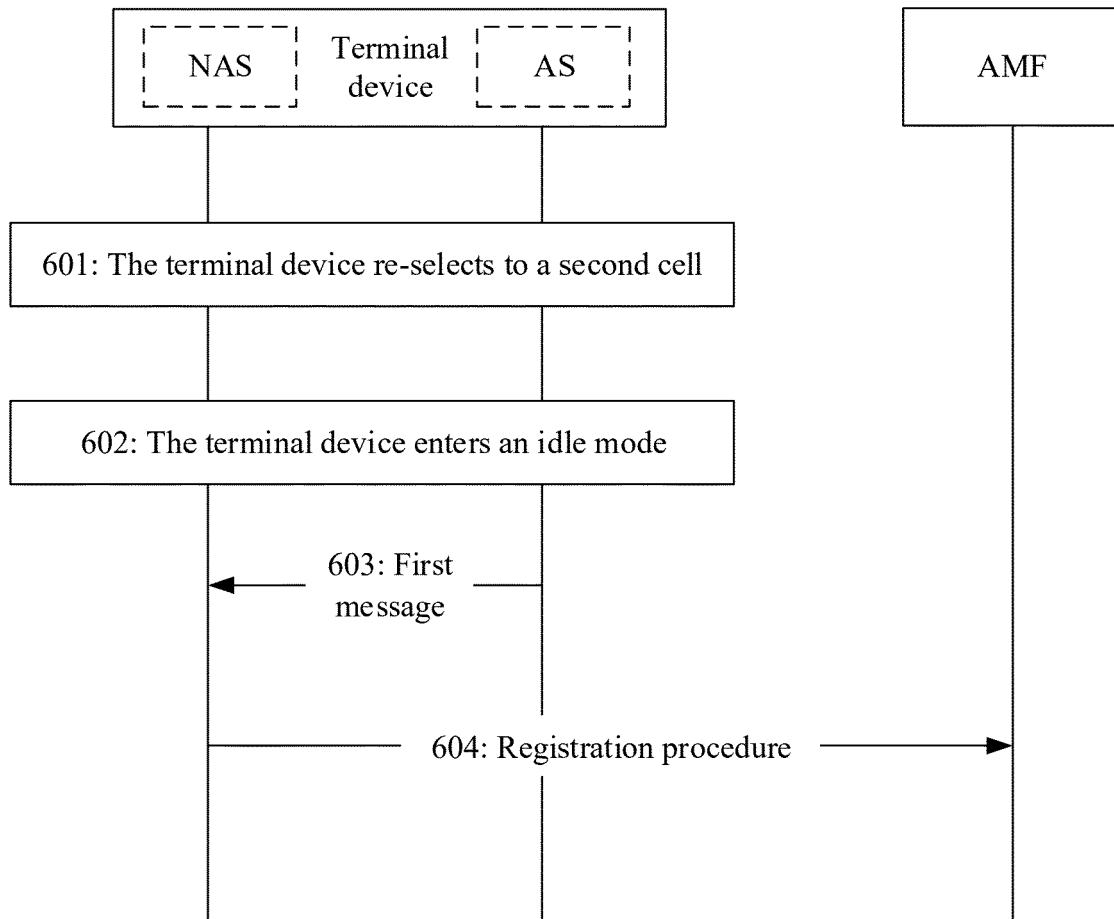 NAS
Terminal
device
AS
AMF
601: The terminal device re-selects to a second cell
602: The terminal device enters an idle mode
603: First
message
604: Registration procedure